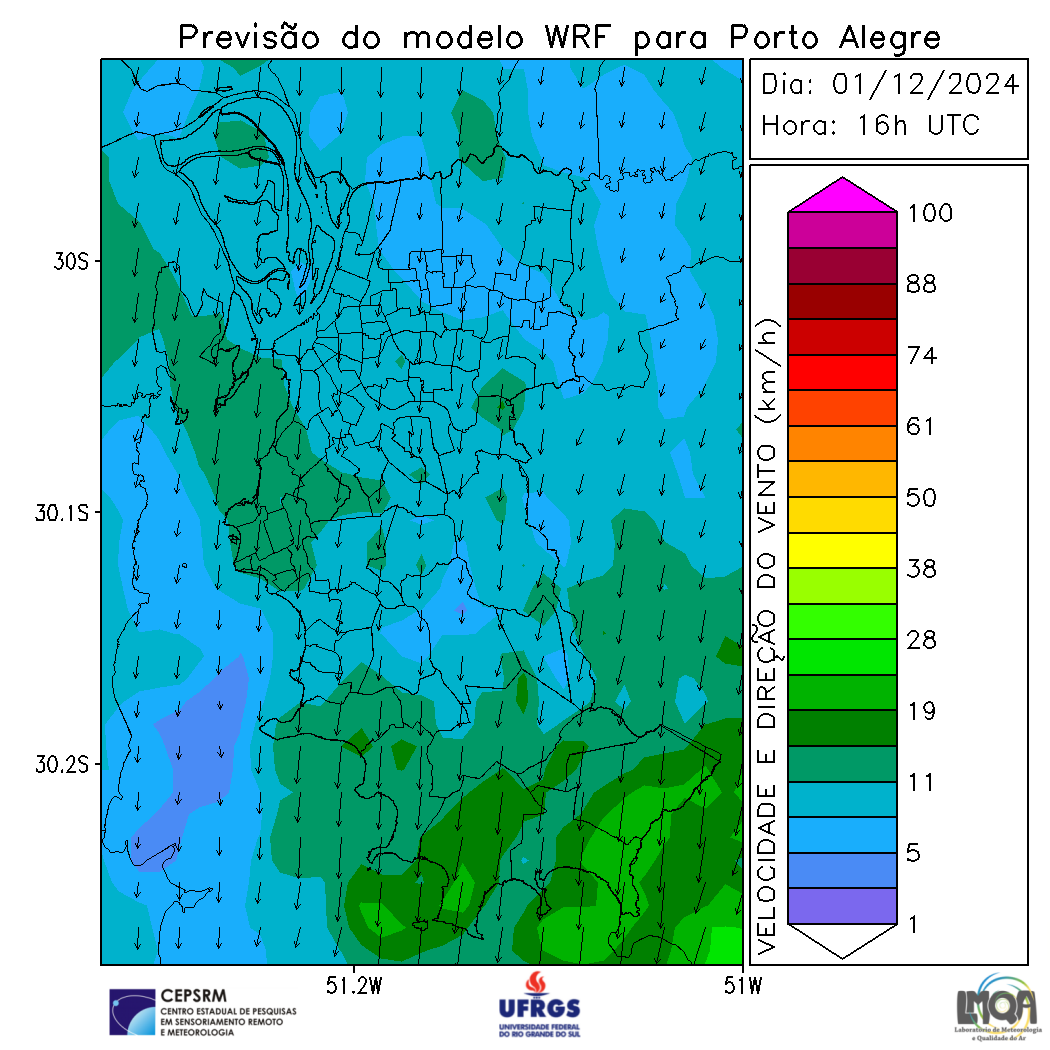 Previsão do modelo WRF para Porto Alegre
Dia: 01/12/2024
Hora: 16h UTC
30S
30.1S
30.2S
51.2W
51W
VELOCIDADE E DIREÇÃO DO VENTO (km/h)
100
88
74
61
50
38
28
19
11
5
1
CEPSRM
CENTRO ESTADUAL DE PESQUISAS
EM SENSORIAMENTO REMOTO
E METEOROLOGIA
UFRGS
UNIVERSIDADE FEDERAL
DO RIO GRANDE DO SUL
LMQA
Laboratório de Meteorologia
e Qualidade do Ar